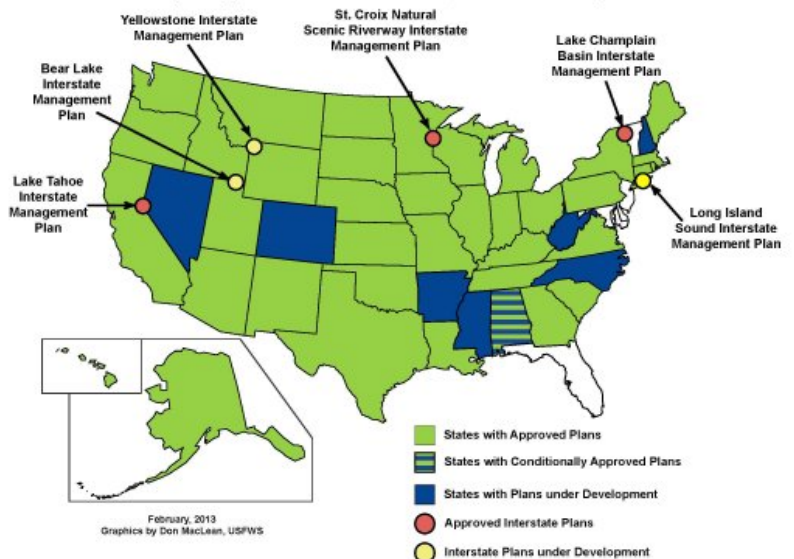 Yellowstone Interstate
Management Plan
St. Croix Natural
Scenic Riverway Interstate
Management Plan
Lake Champlain
Basin Interstate
Management Plan
Bear Lake
Interstate
Management
Plan
Lake Tahoe
Interstate
Management
Plan
Long Island
Sound Interstate
Management Plan
States with Approved Plans
States with Conditionally Approved Plans
States with Plans under Development
Approved Interstate Plans
Interstate Plans under Development
February, 2013
Graphics by Don MacLean, USFWS